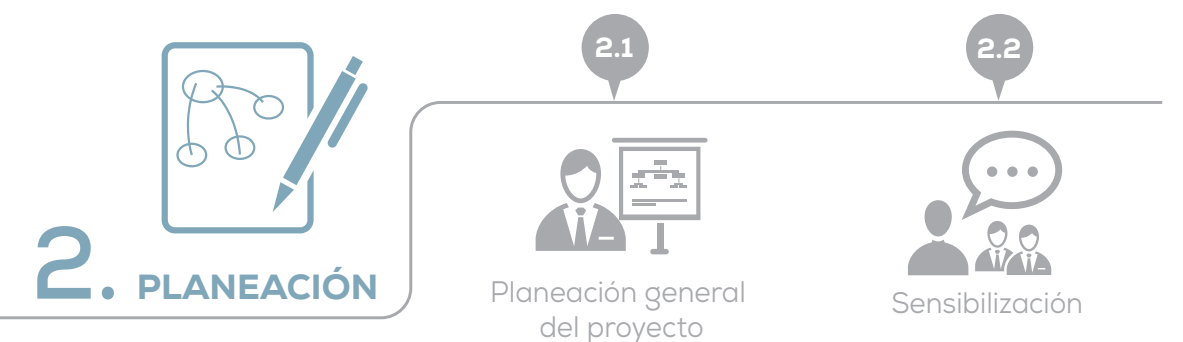 2. PLANEACIÓN
2.1
Planeación general
del proyecto
2.2
Sensibilización